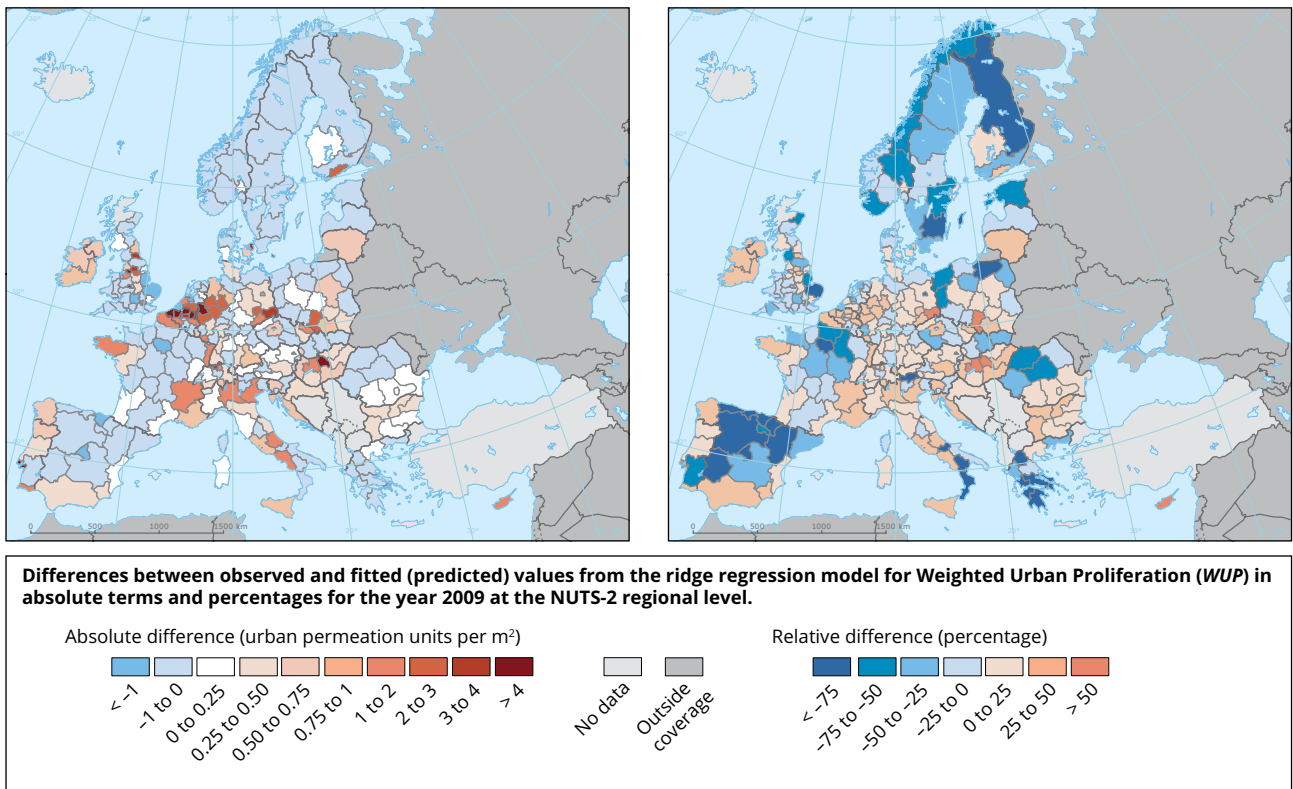 0 500 1000 1500 km
0 500 1000 1500 km
Differences between observed and fitted (predicted) values from the ridge regression model for Weighted Urban Proliferation (WUP) in
absolute terms and percentages for the year 2009 at the NUTS-2 regional level.
Absolute difference (urban permeation units per m²)
< −1
−1 to 0
0 to 0.25
0.25 to 0.50
0.50 to 0.75
0.75 to 1
1 to 2
2 to 3
3 to 4
> 4
No data
Outside
coverage
Relative difference (percentage)
< −75
−75 to −50
−50 to −25
−25 to 0
0 to 25
25 to 50
> 50